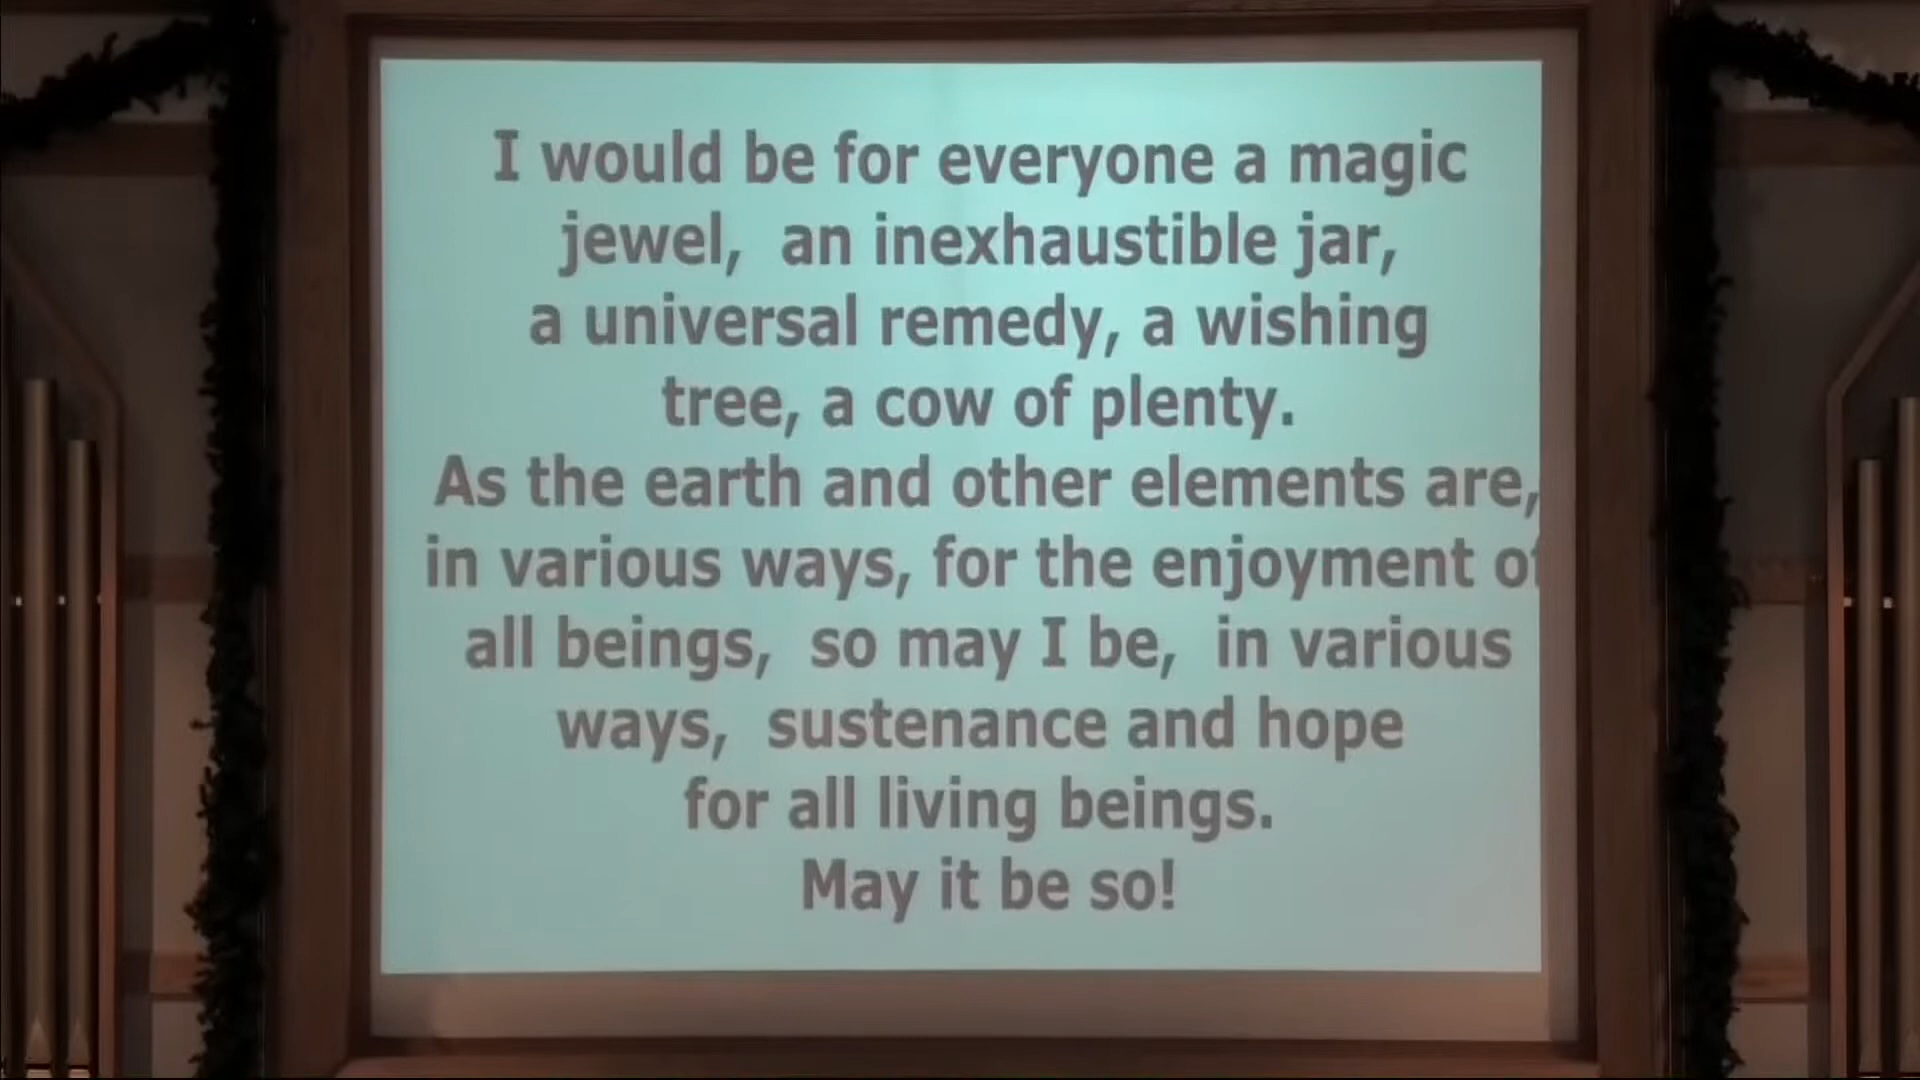 I would be for everyone a magic
jewel, an inexhaustible jar,
a universal remedy, a wishing
tree, a cow of plenty.
As the earth and other elements are,
in various ways, for the enjoyment of
all beings, so may I be, in various
ways, sustenance and hope
for all living beings.
May it be so!